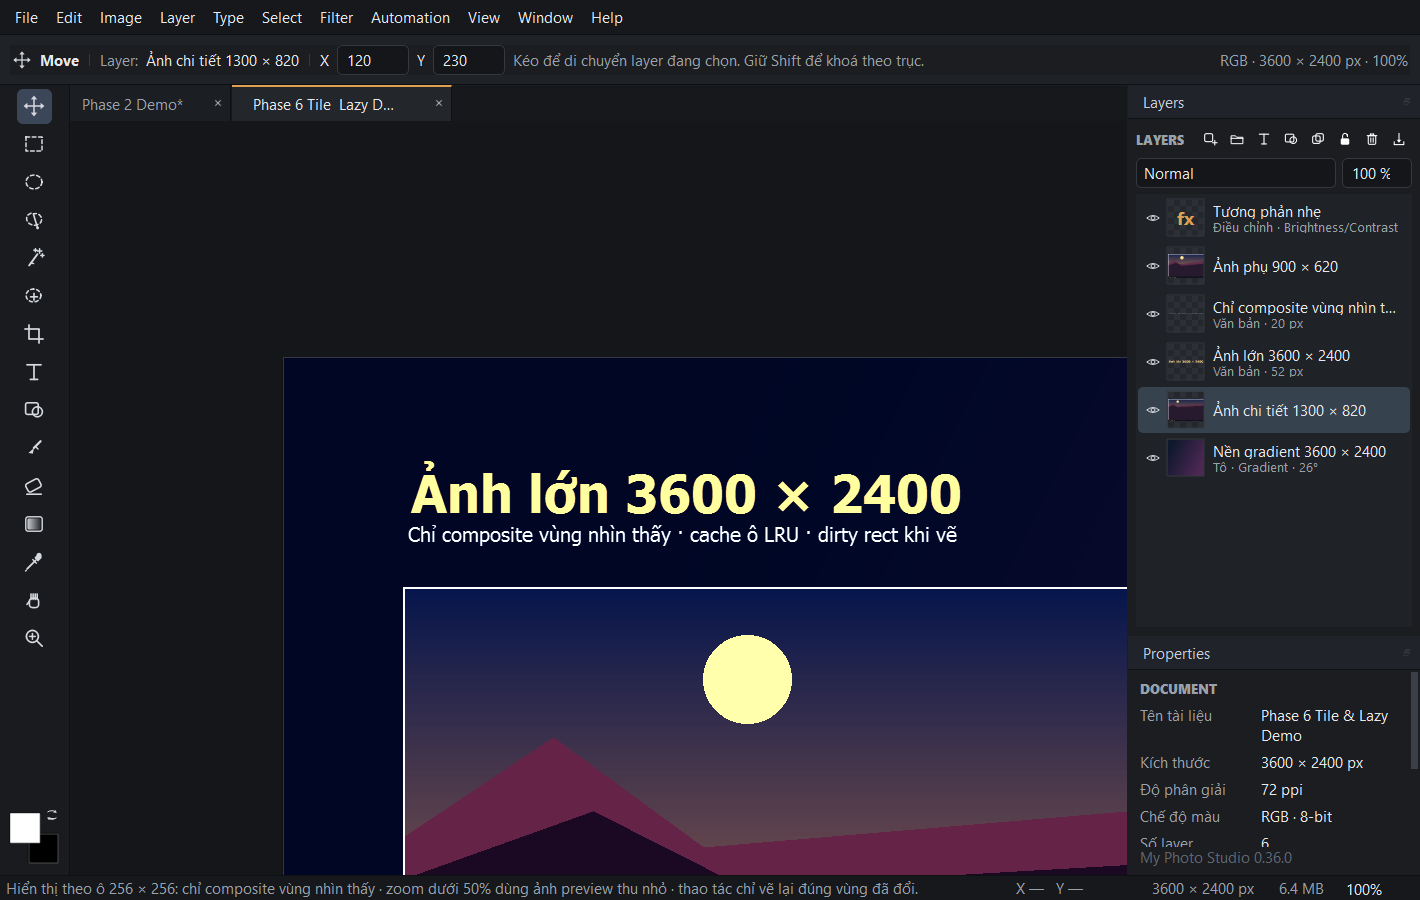 File Edit Image Layer Type Select Filter Automation View Window Help
Move Layer: Ảnh chi tiết 1300 × 820 X 120 Y 230 Kéo để di chuyển layer đang chọn. Giữ Shift để khoá theo trục. RGB · 3600 × 2400 px · 100%
Phase 2 Demo* × Phase 6 Tile Lazy D... ×
Layers
LAYERS
Normal 100 %
fx Tương phản nhẹ
Điều chỉnh · Brightness/Contrast
Ảnh phụ 900 × 620
Chỉ composite vùng nhìn t...
Văn bản · 20 px
Ảnh lớn 3600 × 2400
Văn bản · 52 px
Ảnh chi tiết 1300 × 820
Nền gradient 3600 × 2400
Tô · Gradient · 26°
Ảnh lớn 3600 × 2400
Chỉ composite vùng nhìn thấy · cache ô LRU · dirty rect khi vẽ
Properties
DOCUMENT
Tên tài liệu Phase 6 Tile & Lazy
Demo
Kích thước 3600 × 2400 px
Độ phân giải 72 ppi
Chế độ màu RGB · 8-bit
Số layer 6
My Photo Studio 0.36.0
Hiển thị theo ô 256 × 256: chỉ composite vùng nhìn thấy · zoom dưới 50% dùng ảnh preview thu nhỏ · thao tác chỉ vẽ lại đúng vùng đã đổi. X — Y — 3600 × 2400 px 6.4 MB 100%